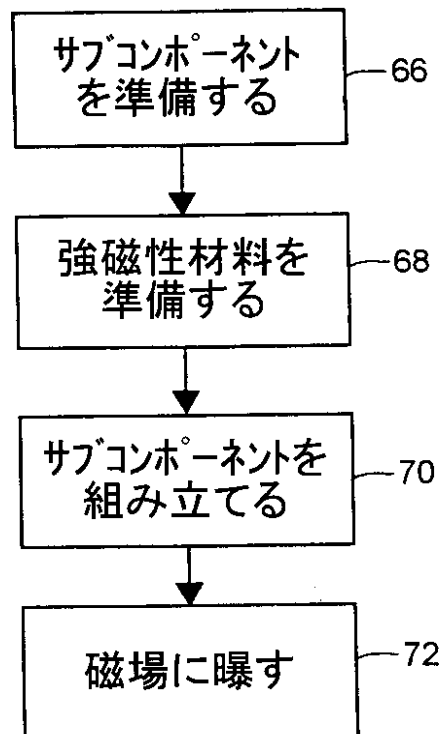 サブコンポーネント
を準備する
66
強磁性材料を
準備する
68
サブコンポーネントを
組み立てる
70
磁場に曝す
72